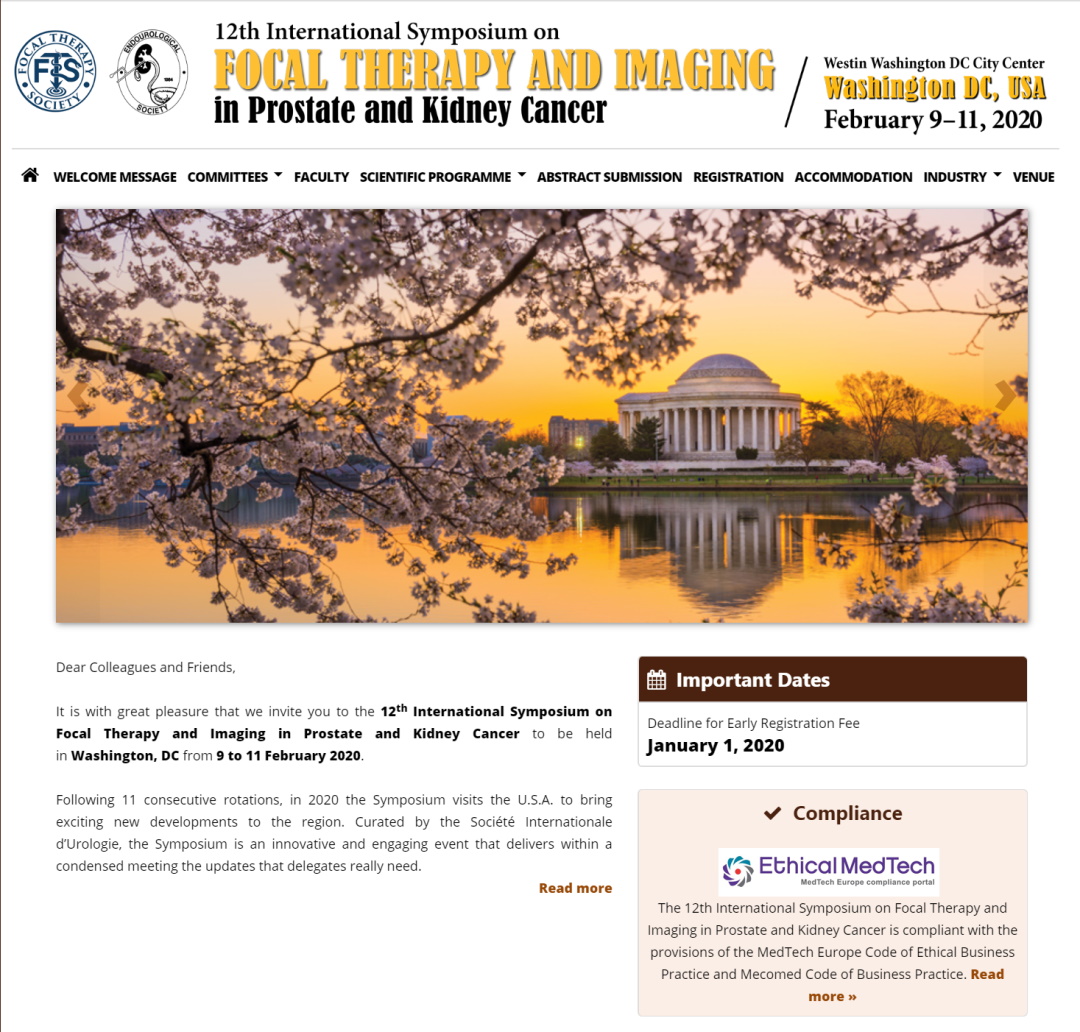 FOCAL THERAPY
FTS
SOCIETY
ENDOUROLOGICAL
1984
SOCIETY
12th International Symposium on
FOCAL THERAPY AND IMAGING
in Prostate and Kidney Cancer
Westin Washington DC City Center
Washington DC, USA
February 9–11, 2020
WELCOME MESSAGE COMMITTEES FACULTY SCIENTIFIC PROGRAMME ABSTRACT SUBMISSION REGISTRATION ACCOMMODATION INDUSTRY VENUE
Dear Colleagues and Friends,
It is with great pleasure that we invite you to the 12th International Symposium on
Focal Therapy and Imaging in Prostate and Kidney Cancer to be held
in Washington, DC from 9 to 11 February 2020.
Following 11 consecutive rotations, in 2020 the Symposium visits the U.S.A. to bring
exciting new developments to the region. Curated by the Société Internationale
d’Urologie, the Symposium is an innovative and engaging event that delivers within a
condensed meeting the updates that delegates really need.
Read more
Important Dates
Deadline for Early Registration Fee
January 1, 2020
Compliance
Ethical MedTech
MedTech Europe compliance portal
The 12th International Symposium on Focal Therapy and
Imaging in Prostate and Kidney Cancer is compliant with the
provisions of the MedTech Europe Code of Ethical Business
Practice and Mecomed Code of Business Practice. Read
more »